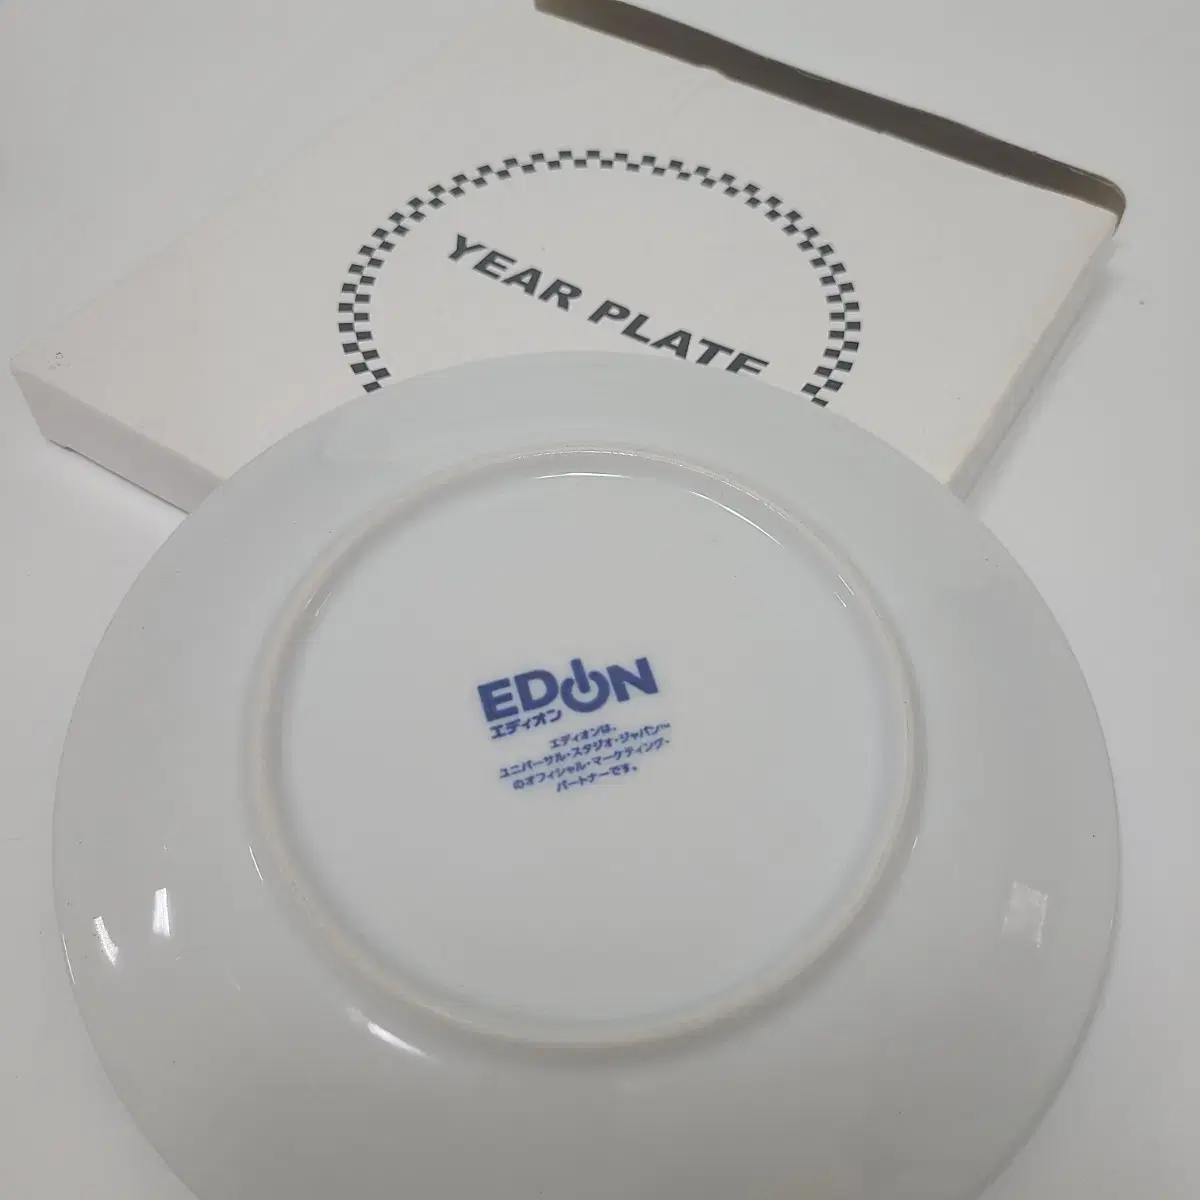 YEAR PLATE
EDION
エディオン
エディオンは、
ユニバーサル・スタジオ・ジャパン™
のオフィシャル・マーケティング・
パートナーです。